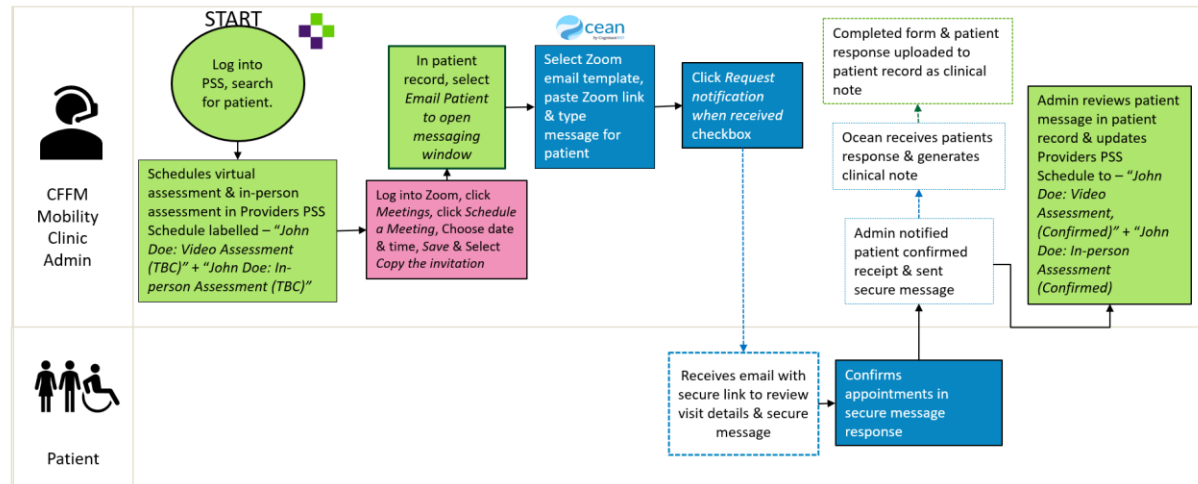 START
Log into
PSS, search
for patient.
Schedules virtual
assessment & in-person
assessment in Providers PSS
Schedule labelled – “John
Doe: Video Assessment
(TBC)” + “John Doe: In-
person Assessment (TBC)”
In patient
record, select
Email Patient
to open
messaging
window
Log into Zoom, click
Meetings, click Schedule
a Meeting, Choose date
& time, Save & Select
Copy the invitation
cean
Select Zoom
email template,
paste Zoom link
& type
message for
patient
Click Request
notification
when received
checkbox
Completed form & patient
response uploaded to
patient record as clinical
note
Ocean receives patients
response & generates
clinical note
Admin notified
patient confirmed
receipt & sent
secure message
Admin reviews patient
message in patient
record & updates
Providers PSS
Schedule to – “John
Doe: Video
Assessment,
(Confirmed)” + “John
Doe: In-person
Assessment
(Confirmed)
CFFM
Mobility
Clinic
Admin
Receives email with
secure link to review
visit details & secure
message
Confirms
appointments in
secure message
response
Patient